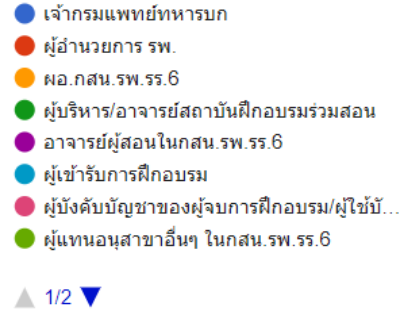 เจ้ากรมแพทย์ทหารบก
ผู้อำนวยการ รพ.
ผอ.กสน.รพ.รร.6
ผู้บริหาร/อาจารย์สถาบันฝึกอบรมร่วมสอน
อาจารย์ผู้สอนในกสน.รพ.รร.6
ผู้เข้ารับการฝึกอบรม
ผู้บังคับบัญชาของผู้จบการฝึกอบรม/ผู้ใช้บั…
ผู้แทนอนุสาขาอื่นๆ ในกสน.รพ.รร.6
1/2